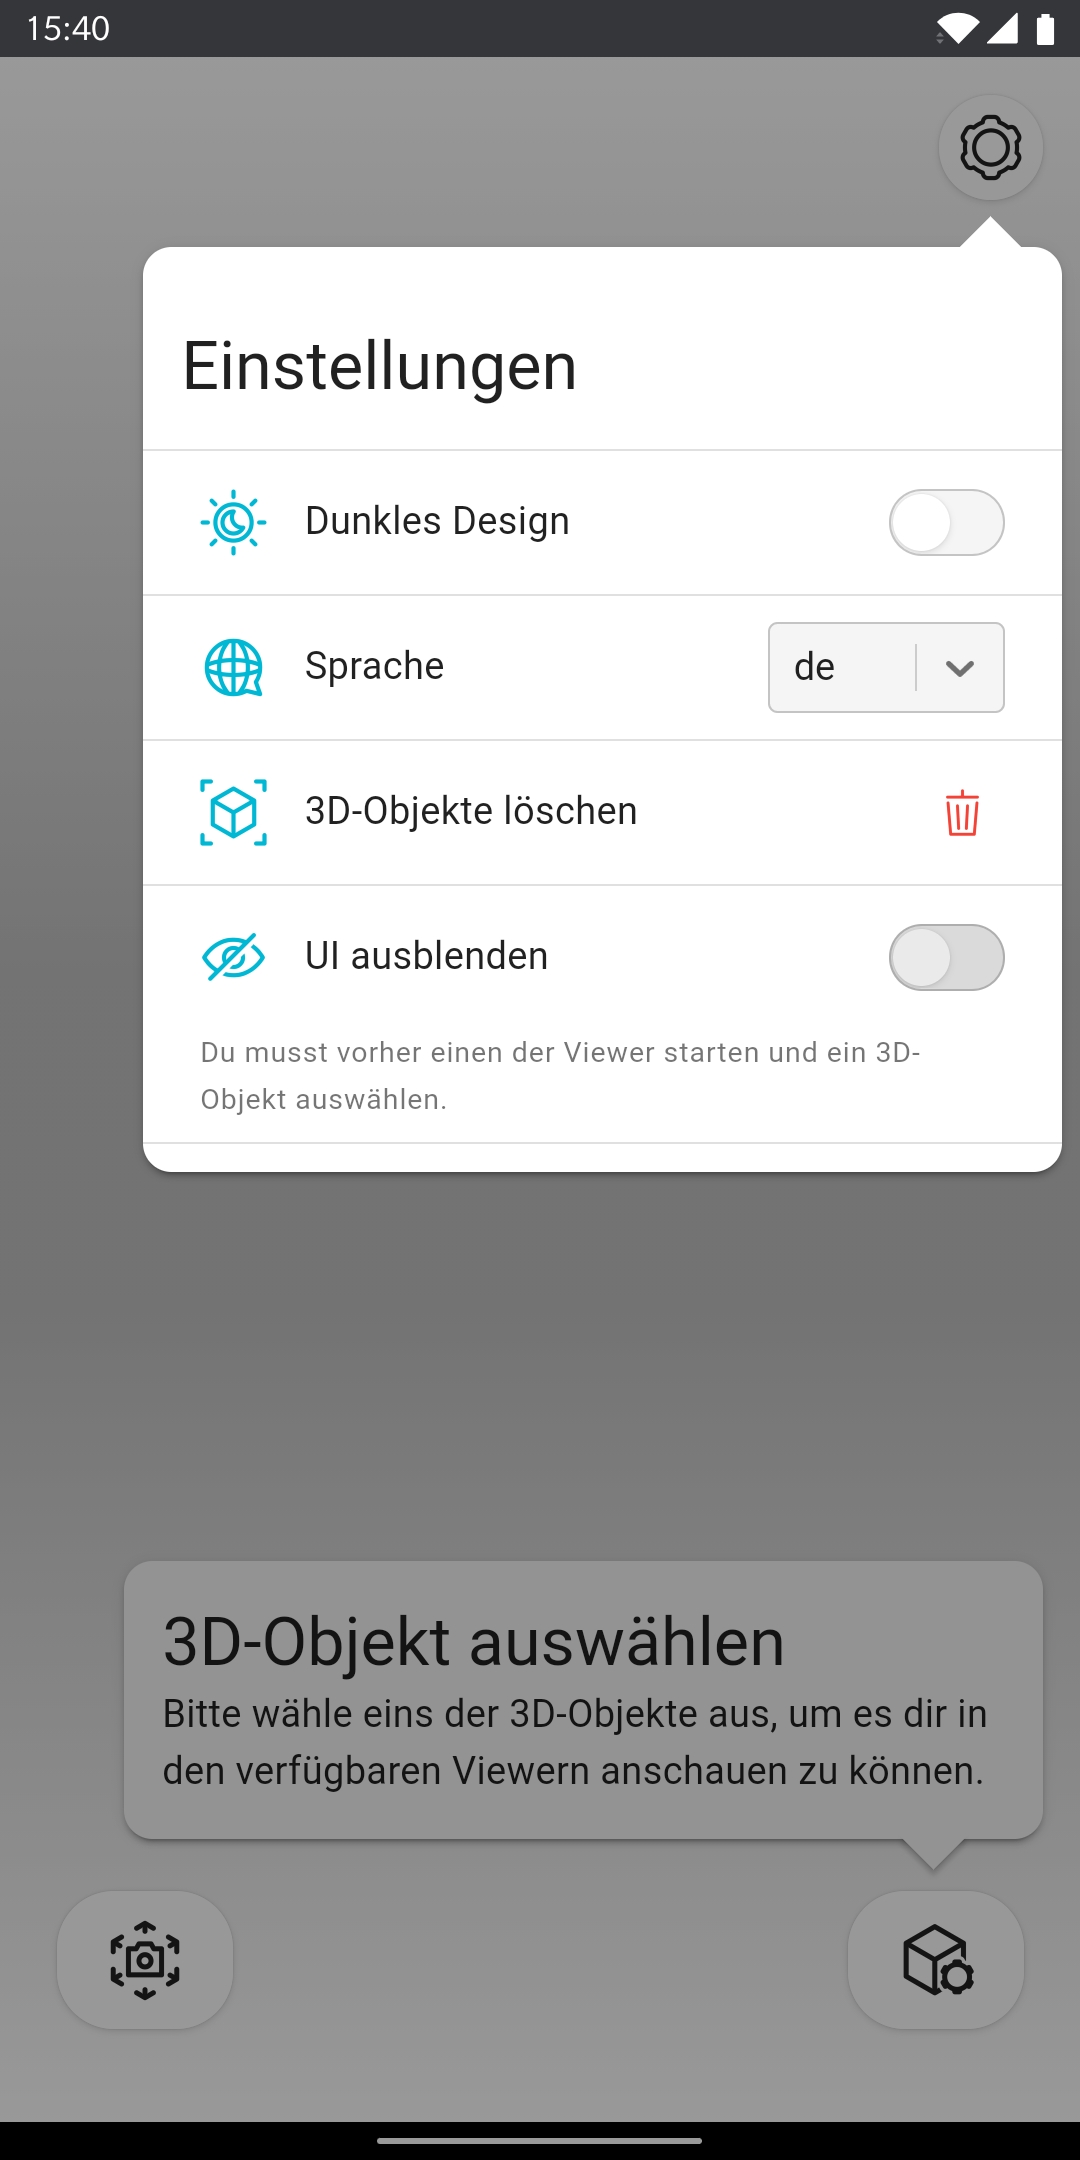 15:40
Einstellungen
Dunkles Design
Sprache
de
3D-Objekte löschen
UI ausblenden
Du musst vorher einen der Viewer starten und ein 3D-
Objekt auswählen.
3D-Objekt auswählen
Bitte wähle eins der 3D-Objekte aus, um es dir in
den verfügbaren Viewern anschauen zu können.